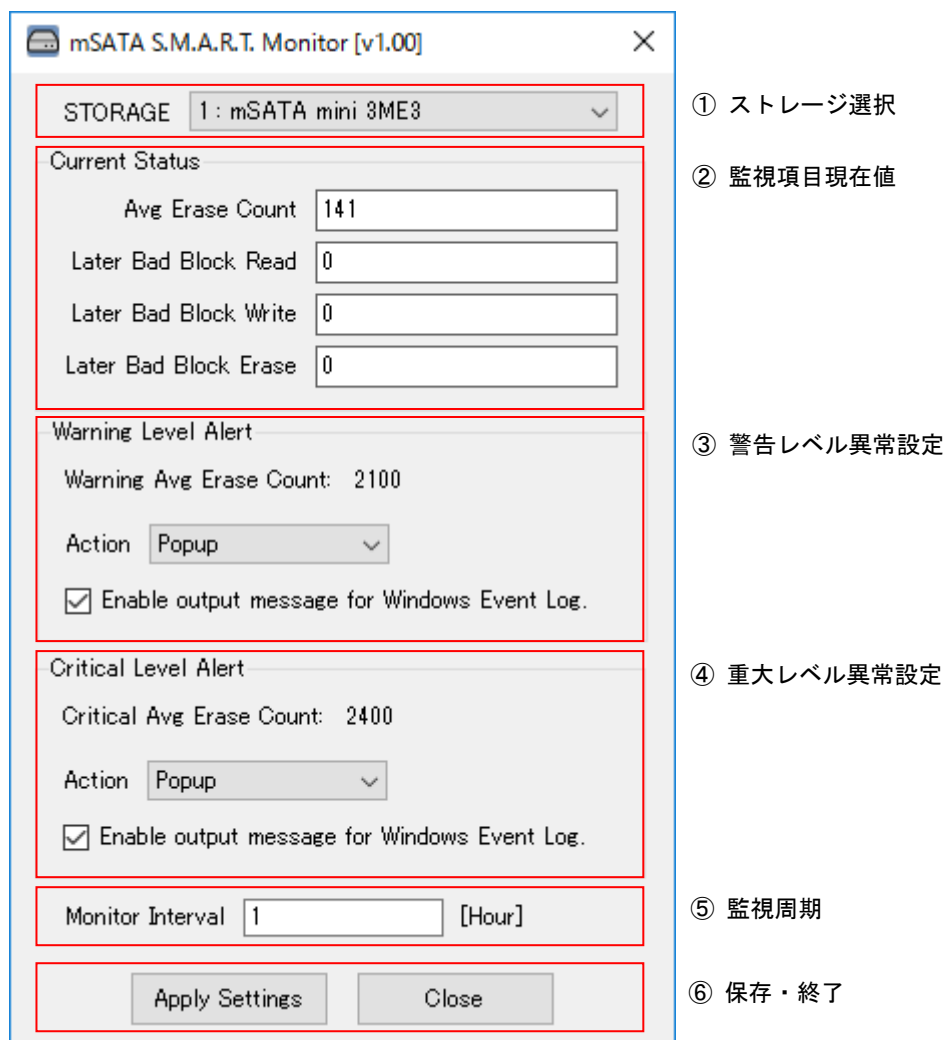 mSATA S.M.A.R.T. Monitor [v1.00]
STORAGE 1 : mSATA mini 3ME3
① ストレージ選択
Current Status
② 監視項目現在値
Avg Erase Count 141
Later Bad Block Read 0
Later Bad Block Write 0
Later Bad Block Erase 0
Warning Level Alert
③ 警告レベル異常設定
Warning Avg Erase Count: 2100
Action Popup
Enable output message for Windows Event Log.
Critical Level Alert
④ 重大レベル異常設定
Critical Avg Erase Count: 2400
Action Popup
Enable output message for Windows Event Log.
Monitor Interval 1 [Hour]
⑤ 監視周期
Apply Settings Close
⑥ 保存・終了